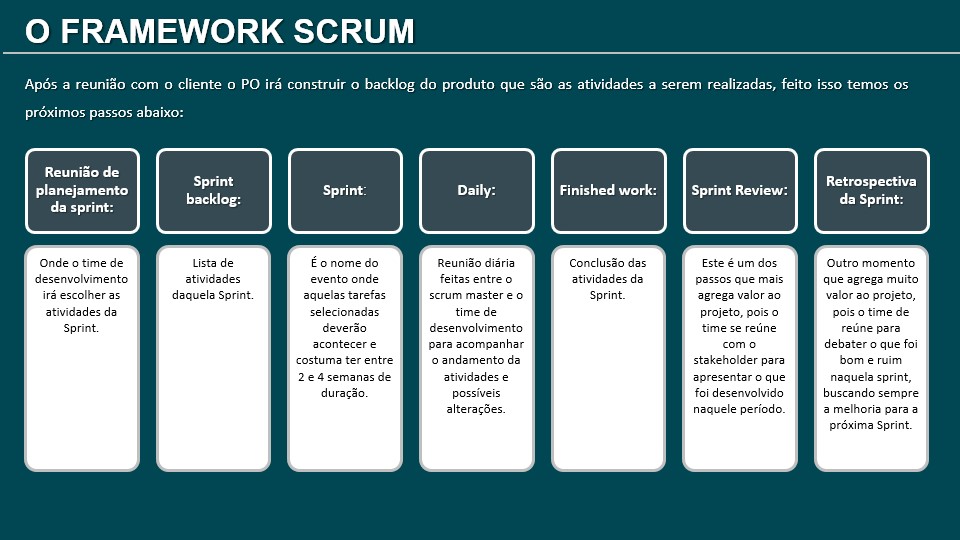 O FRAMEWORK SCRUM
Após a reunião com o cliente o PO irá construir o backlog do produto que são as atividades a serem realizadas, feito isso temos os
próximos passos abaixo:
Reunião de
planejamento
da sprint:
Onde o time de
desenvolvimento
irá escolher as
atividades da
Sprint.
Sprint
backlog:
Lista de
atividades
daquela Sprint.
Sprint:
É o nome do
evento onde
aquelas tarefas
selecionadas
deverão
acontecer e
costuma ter entre
2 e 4 semanas de
duração.
Daily:
Reunião diária
feitas entre o
scrum master e o
time de
desenvolvimento
para acompanhar
o andamento da
atividades e
possíveis
alterações.
Finished work:
Conclusão das
atividades da
Sprint.
Sprint Review:
Este é um dos
passos que mais
agrega valor ao
projeto, pois o
time se reúne
com o
stakeholder para
apresentar o que
foi desenvolvido
naquele período.
Retrospectiva
da Sprint:
Outro momento
que agrega muito
valor ao projeto,
pois o time de
reúne para
debater o que foi
bom e ruim
naquela sprint,
buscando sempre
a melhoria para a
próxima Sprint.